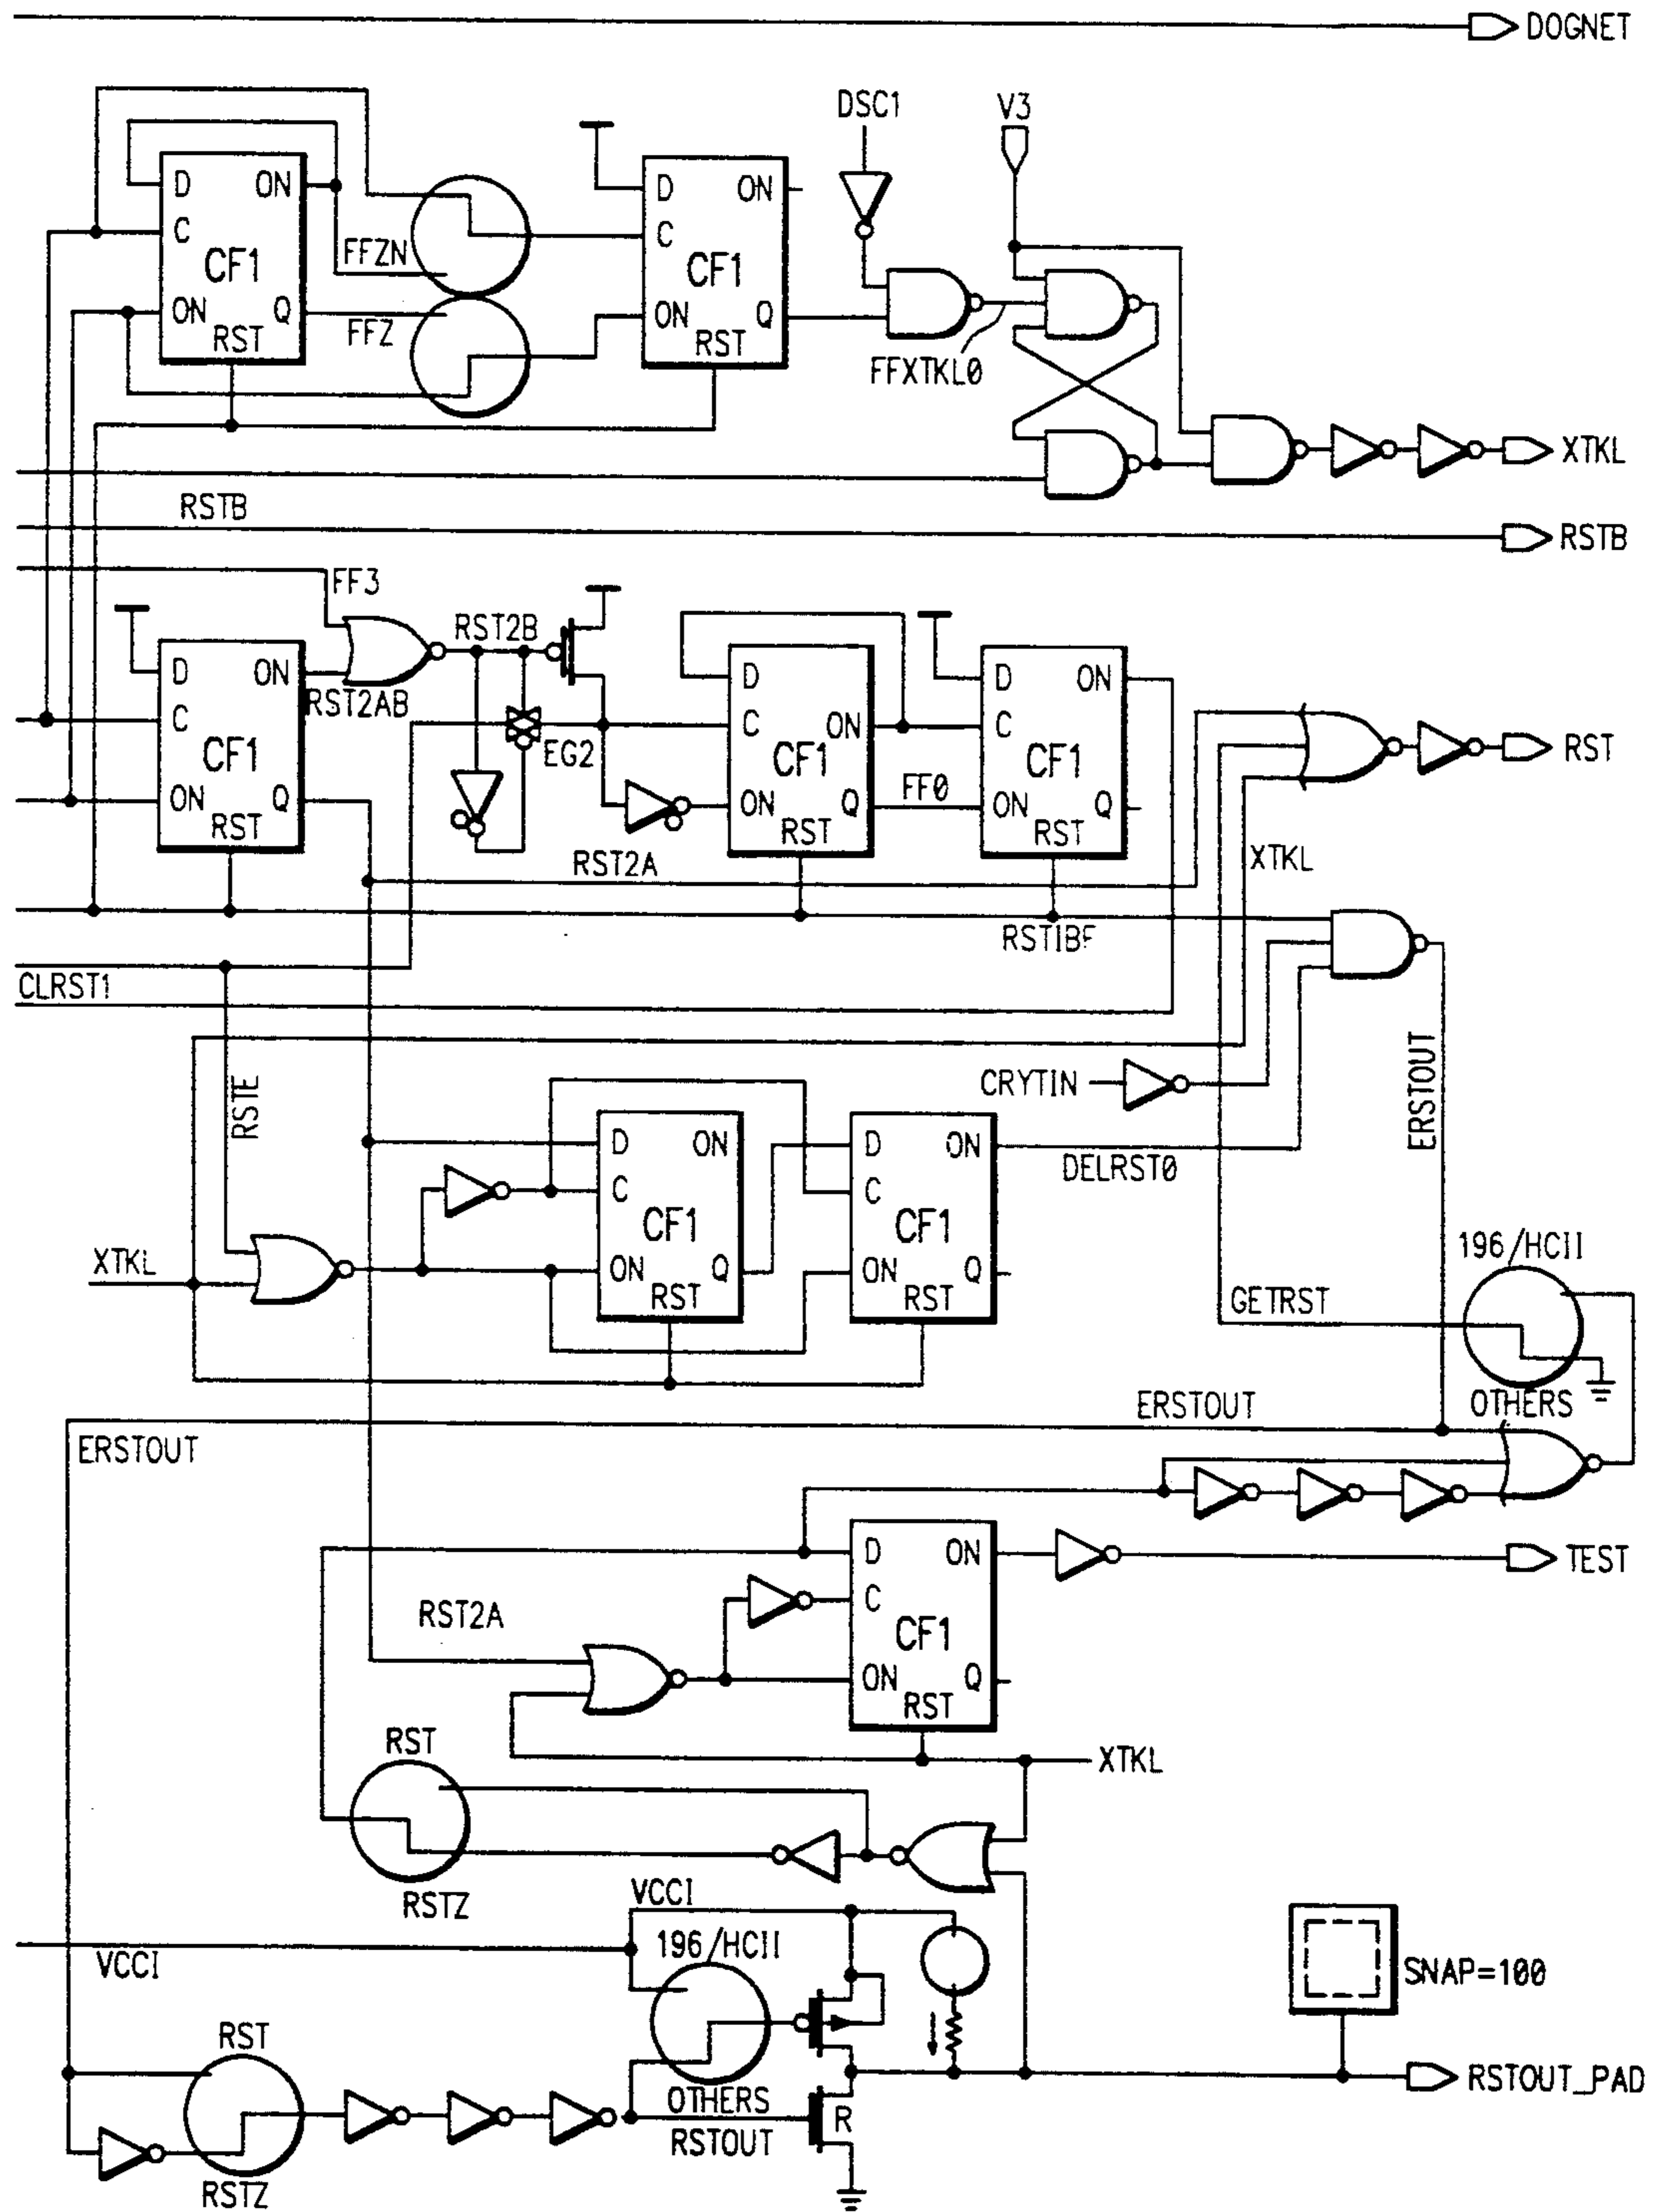 DOGNET
DSC1
V3
D ON
C
FFZN
CF1
ON Q
FFZ
RST
D ON
C
CF1
ON Q
RST
FFXTKL0
XTKL
RSTB
RSTB
FF3
RST2B
D ON
RST2AB
C
CF1
ON Q
RST
EG2
D
C ON
CF1
ON Q
RST
FF0
D ON
C
CF1
ON Q
RST
RST
RST2A
XTKL
RSTIBF
CLRST1
RSTE
CRYTIN
ERSTOUT
D ON
C
CF1
ON Q
RST
D ON
C
CF1
ON Q
RST
DELRST0
XTKL
196/HCII
GETRST
OTHERS
ERSTOUT
ERSTOUT
D ON
C
CF1
ON Q
RST
TEST
RST2A
RST
XTKL
RSTZ
VCCI
VCCI
196/HCII
SNAP=100
RST
OTHERS
RSTOUT
R
RSTOUT_PAD
RSTZ